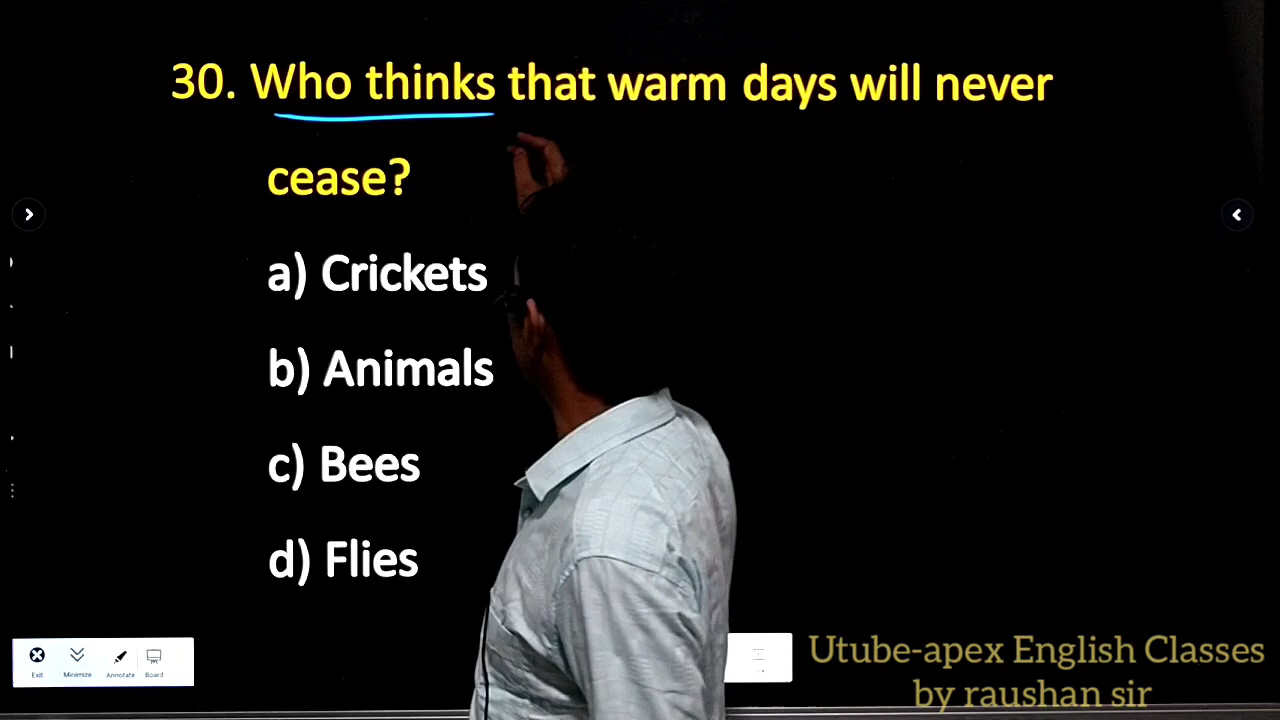 30. Who thinks that warm days will never
cease?
a) Crickets
b) Animals
c) Bees
d) Flies
Exit
Minimize
Annotate
Board
Utube-apex English Classes
by raushan sir